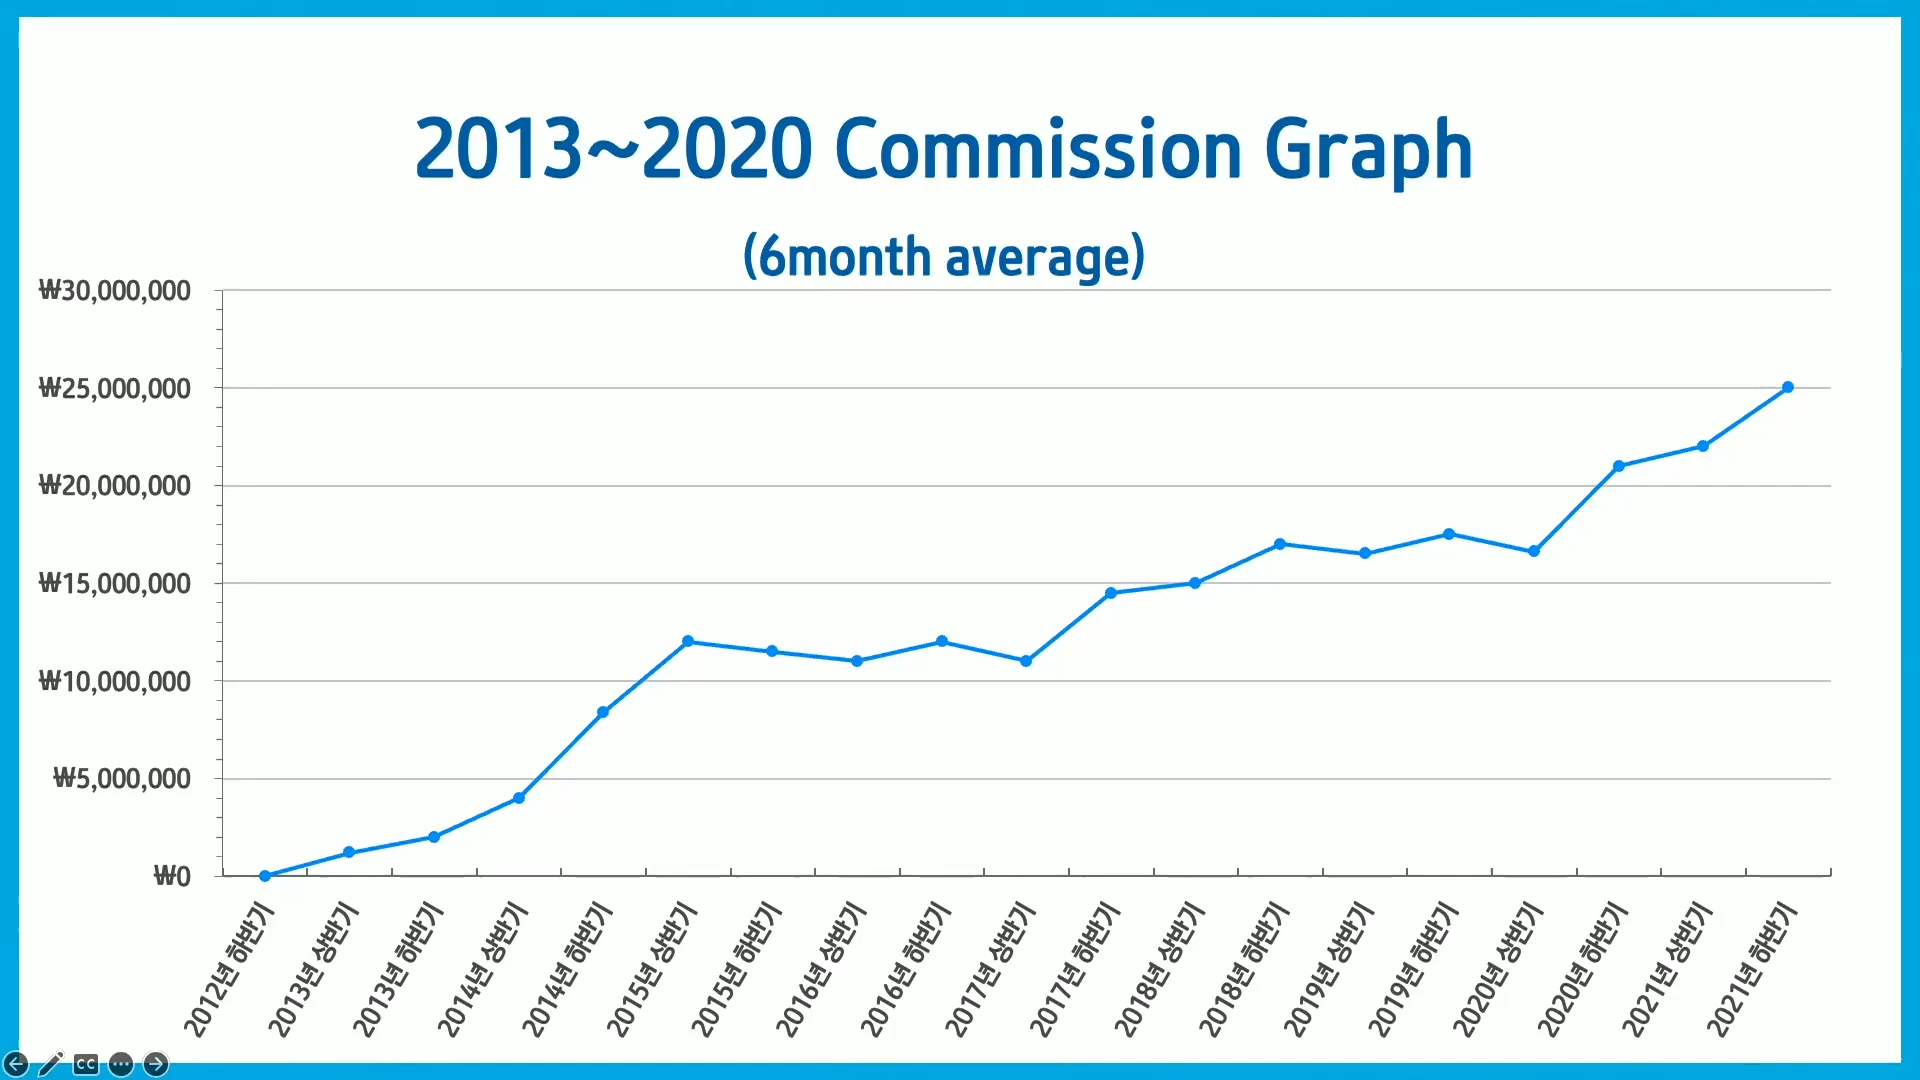 2013~2020 Commission Graph
(6month average)
₩30,000,000
₩25,000,000
₩20,000,000
₩15,000,000
₩10,000,000
₩5,000,000
₩0
2012년 하반기
2013년 상반기
2013년 하반기
2014년 상반기
2014년 하반기
2015년 상반기
2015년 하반기
2016년 상반기
2016년 하반기
2017년 상반기
2017년 하반기
2018년 상반기
2018년 하반기
2019년 상반기
2019년 하반기
2020년 상반기
2020년 하반기
2021년 상반기
2021년 하반기
CC